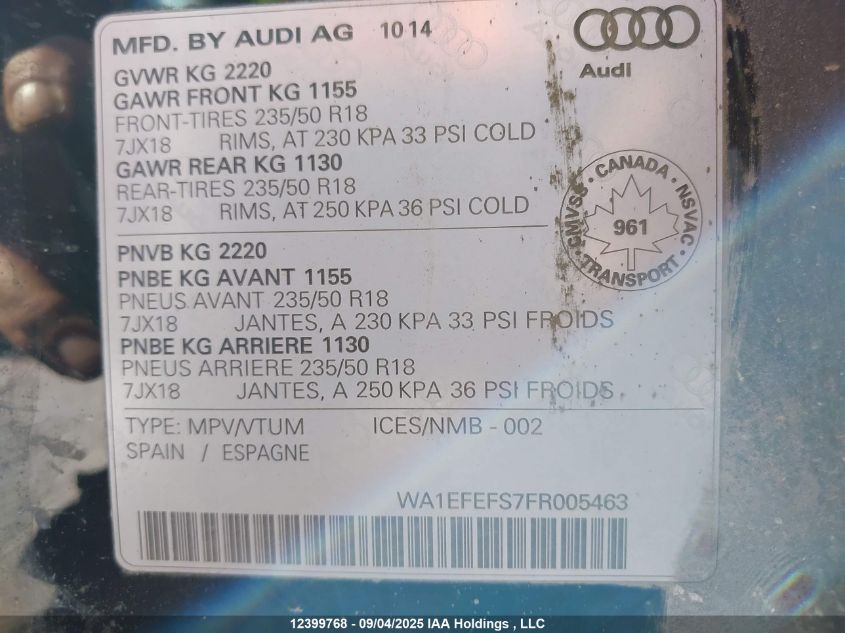 MFD. BY AUDI AG 10 14
Audi
GVWR KG 2220
GAWR FRONT KG 1155
FRONT-TIRES 235/50 R18
7JX18 RIMS, AT 230 KPA 33 PSI COLD
GAWR REAR KG 1130
REAR-TIRES 235/50 R18
7JX18 RIMS, AT 250 KPA 36 PSI COLD
CMVSS · CANADA · NSVAC · TRANSPORT ·
961
PNVB KG 2220
PNBE KG AVANT 1155
PNEUS AVANT 235/50 R18
7JX18 JANTES, A 230 KPA 33 PSI FROIDS
PNBE KG ARRIERE 1130
PNEUS ARRIERE 235/50 R18
7JX18 JANTES, A 250 KPA 36 PSI FROIDS
TYPE: MPV/VTUM ICES/NMB - 002
SPAIN / ESPAGNE
WA1EFEFS7FR005463
12399768 - 09/04/2025 IAA Holdings , LLC